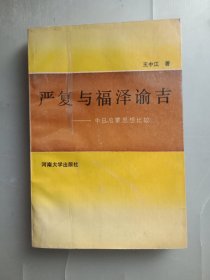 王中江 著
严复与福泽谕吉
——中日启蒙思想比较
河南大学出版社